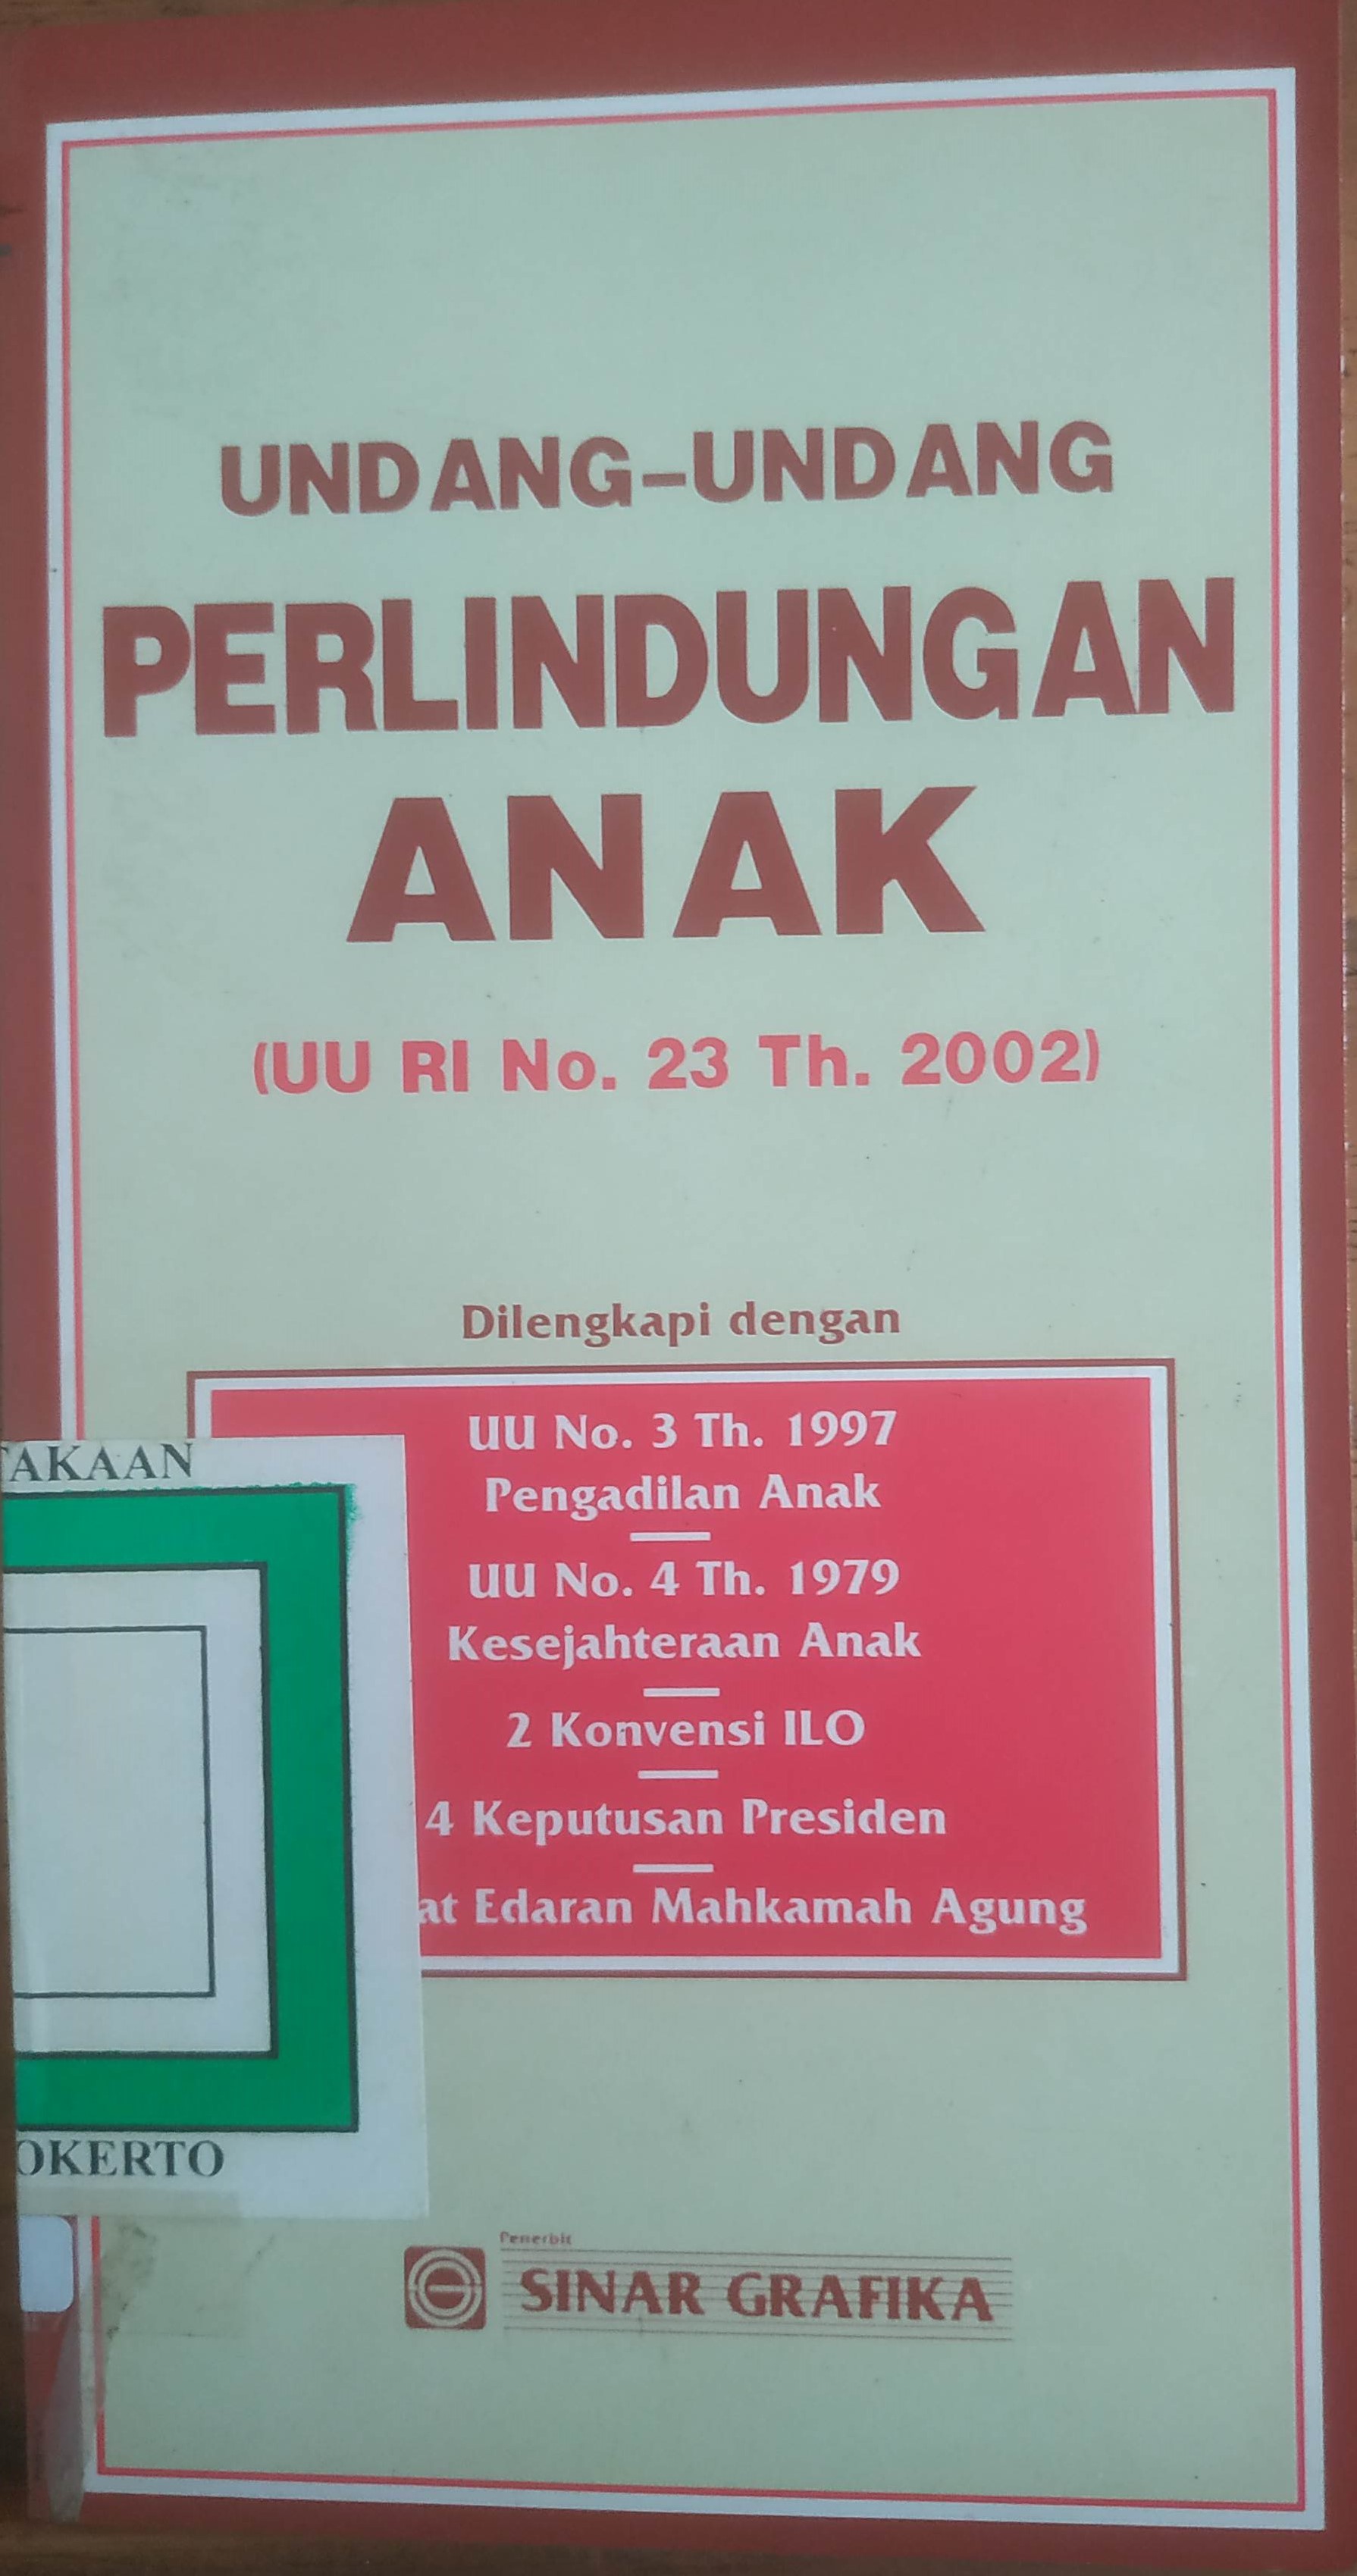 UNDANG-UNDANG
PERLINDUNGAN
ANAK
(UU RI No. 23 Th. 2002)
Dilengkapi dengan
UU No. 3 Th. 1997
Pengadilan Anak
UU No. 4 Th. 1979
Kesejahteraan Anak
2 Konvensi ILO
4 Keputusan Presiden
at Edaran Mahkamah Agung
TAKAAN
OKERTO
Penerbit
SINAR GRAFIKA